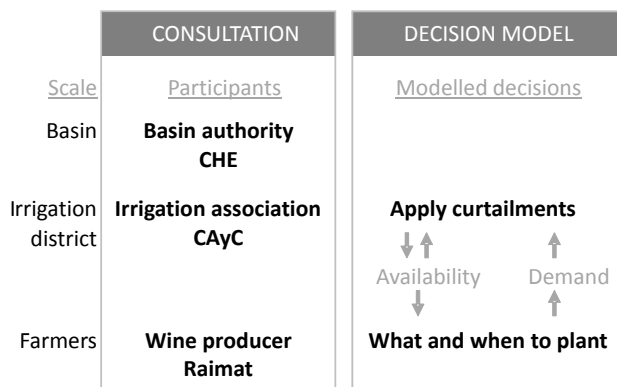 CONSULTATION DECISION MODEL
Scale Participants Modelled decisions
Basin Basin authority
CHE
Irrigation Irrigation association Apply curtailments
district CAyC
Availability Demand
Farmers Wine producer What and when to plant
Raimat